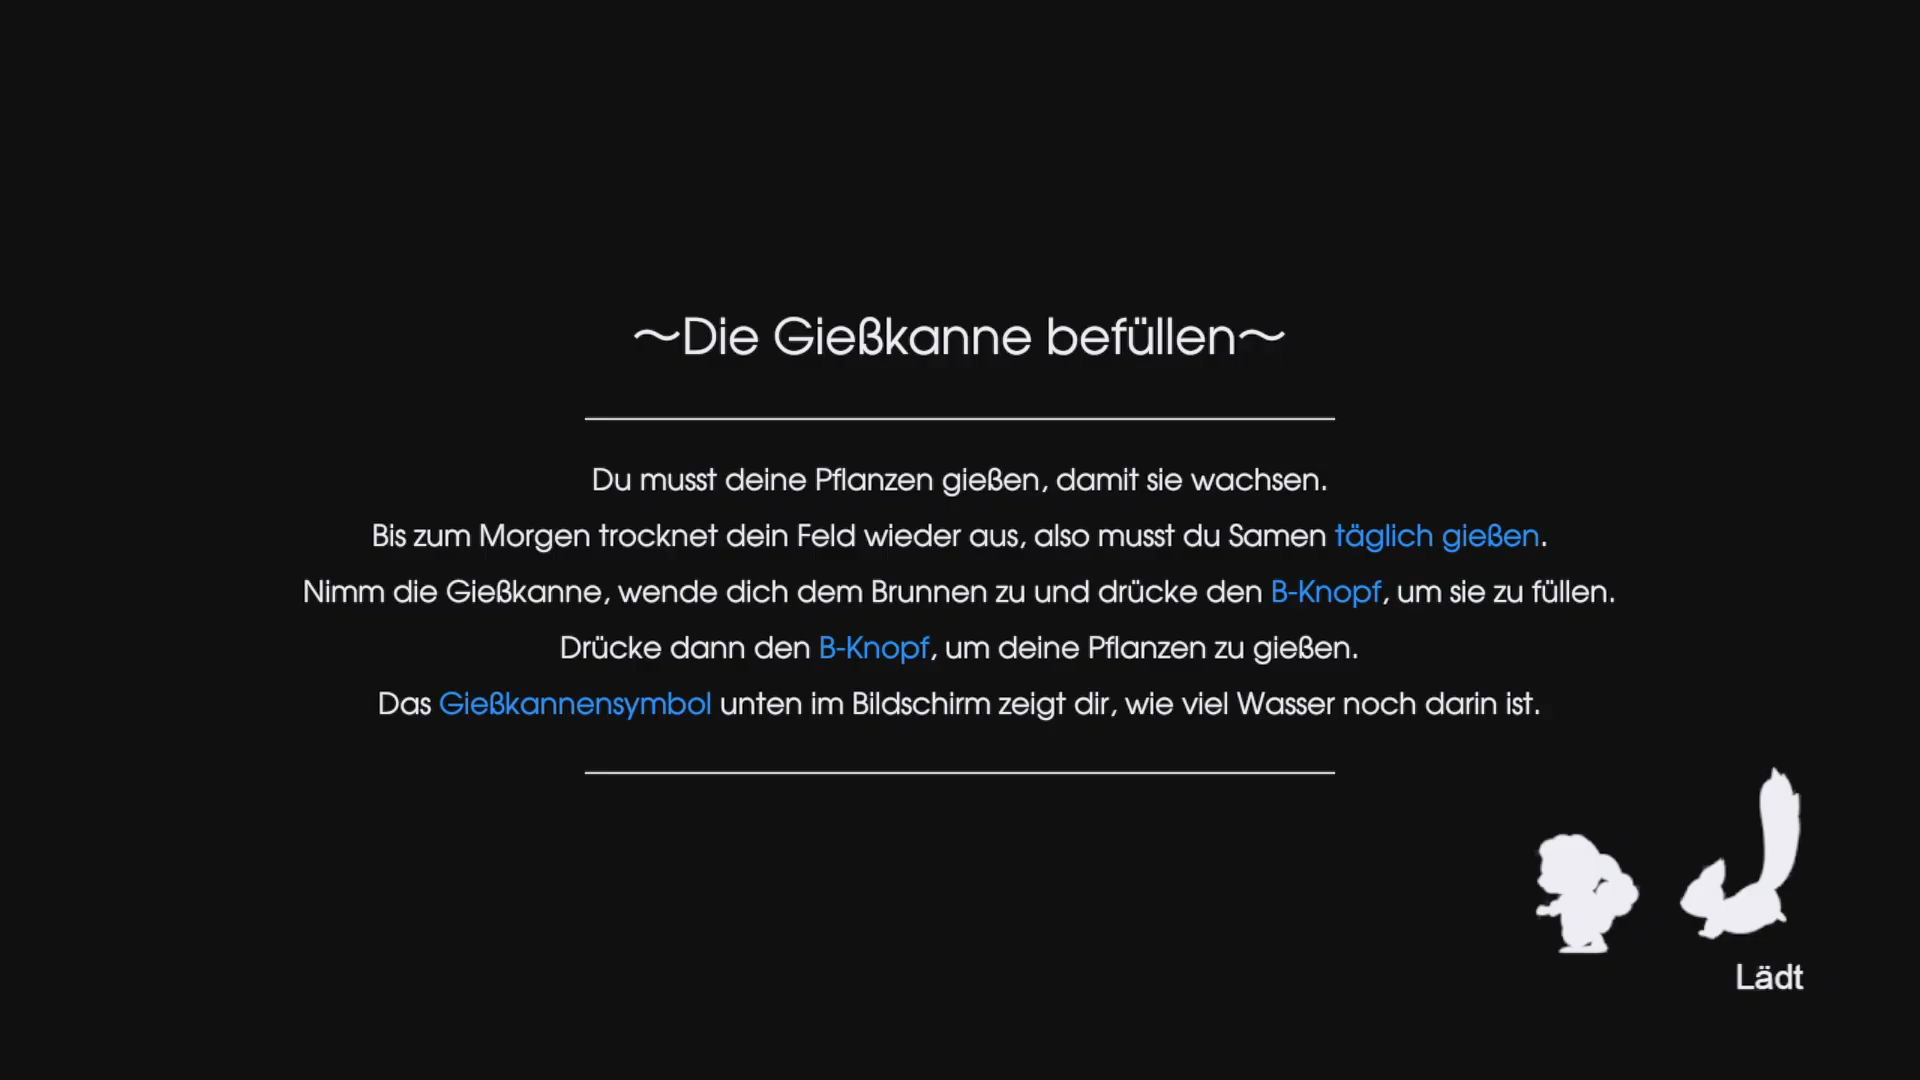 ～Die Gießkanne befüllen～
Du musst deine Pflanzen gießen, damit sie wachsen.
Bis zum Morgen trocknet dein Feld wieder aus, also musst du Samen täglich gießen.
Nimm die Gießkanne, wende dich dem Brunnen zu und drücke den B-Knopf, um sie zu füllen.
Drücke dann den B-Knopf, um deine Pflanzen zu gießen.
Das Gießkannensymbol unten im Bildschirm zeigt dir, wie viel Wasser noch darin ist.
Lädt